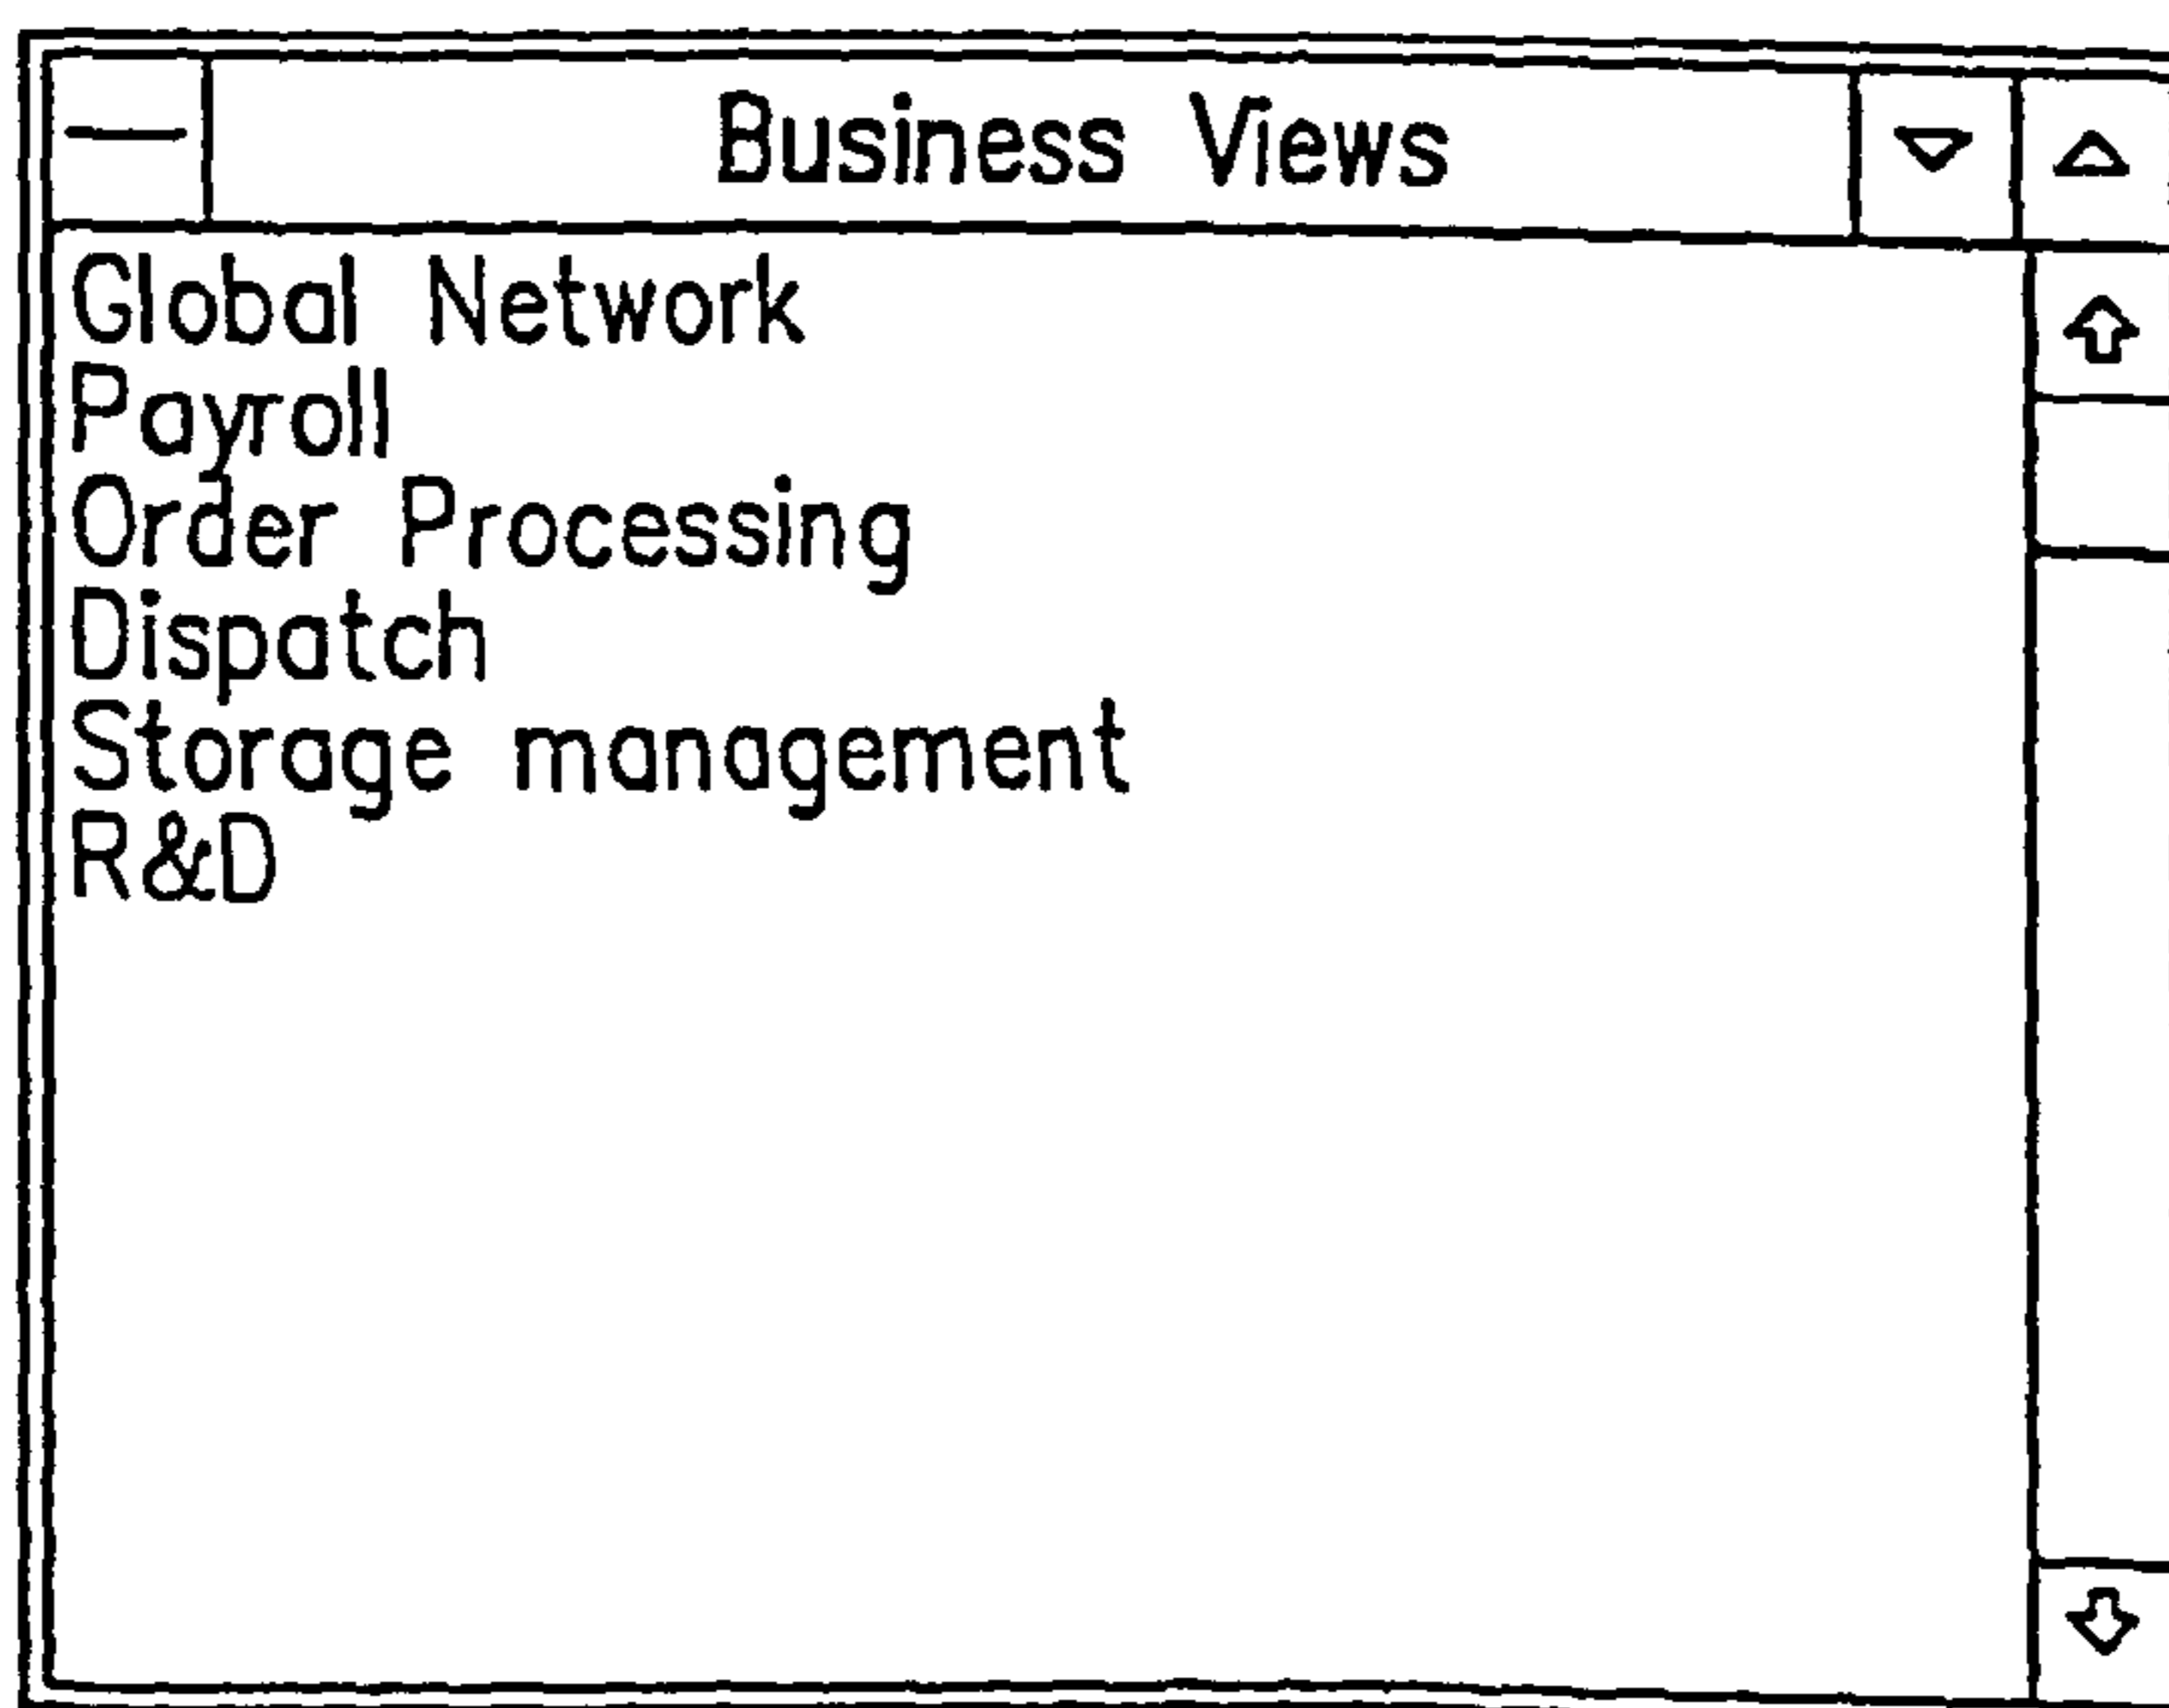 Business Views
Global Network
Payroll
Order Processing
Dispatch
Storage management
R&D